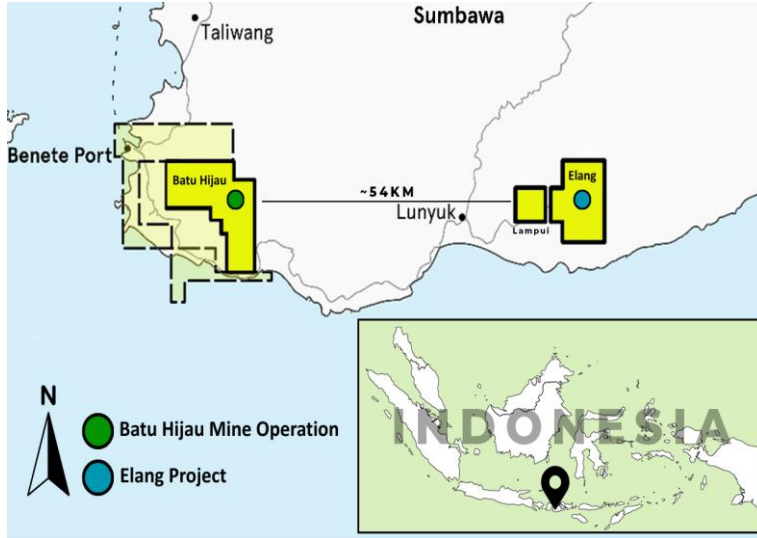 Sumbawa
Taliwang
Benete Port
Batu Hijau
Elang
~54KM
Lunyuk
Lampui
N
Batu Hijau Mine Operation
Elang Project
INDONESIA